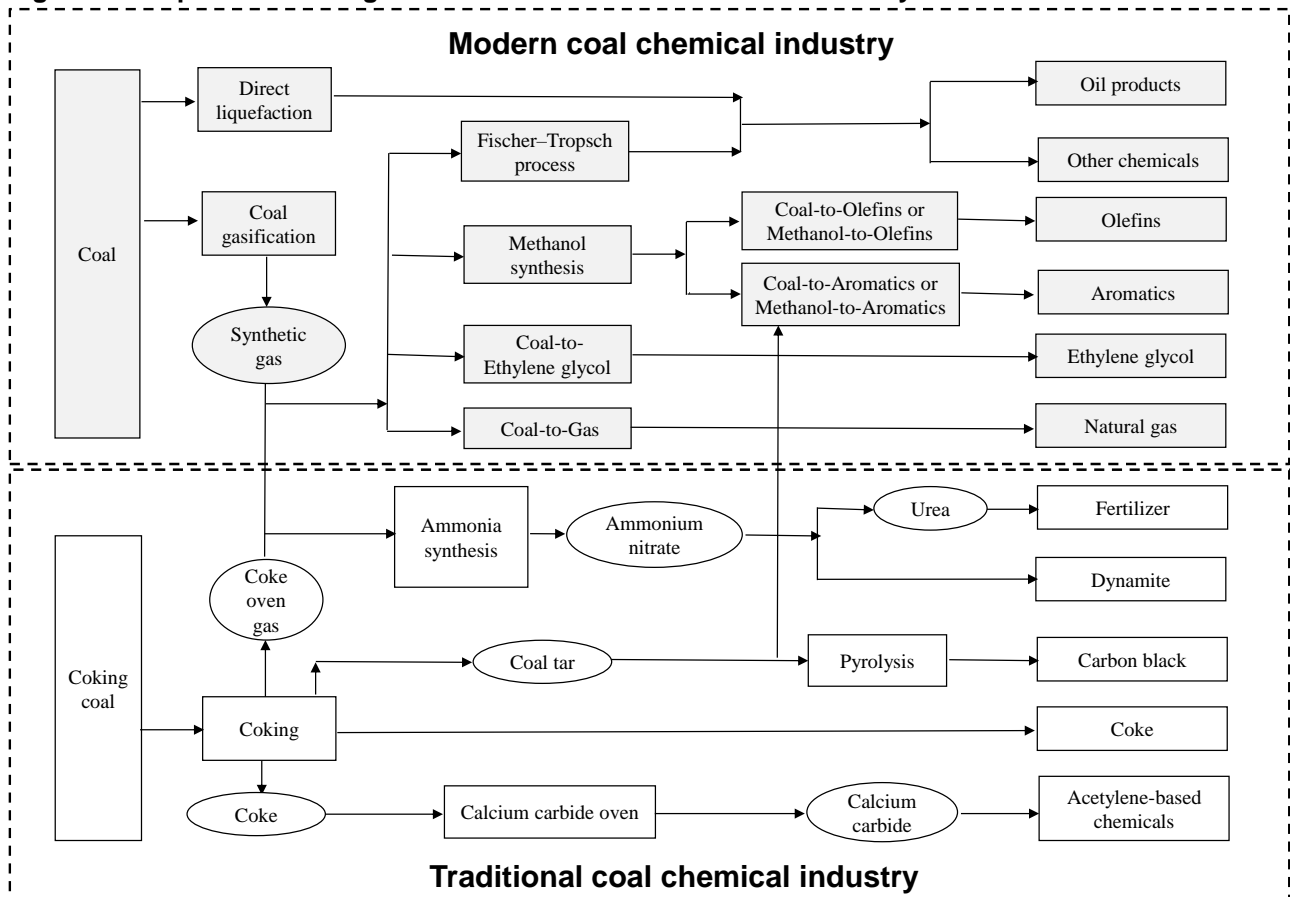 Modern coal chemical industry
Direct
liquefaction
Oil products
Fischer–Tropsch
process
Other chemicals
Coal
Coal
gasification
Methanol
synthesis
Coal-to-Olefins or
Methanol-to-Olefins
Olefins
Coal-to-Aromatics or
Methanol-to-Aromatics
Aromatics
Synthetic
gas
Coal-to-
Ethylene glycol
Ethylene glycol
Coal-to-Gas
Natural gas
Ammonia
synthesis
Ammonium
nitrate
Urea
Fertilizer
Dynamite
Coke
oven
gas
Coal tar
Pyrolysis
Carbon black
Coking
coal
Coking
Coke
Coke
Calcium carbide oven
Calcium
carbide
Acetylene-based
chemicals
Traditional coal chemical industry